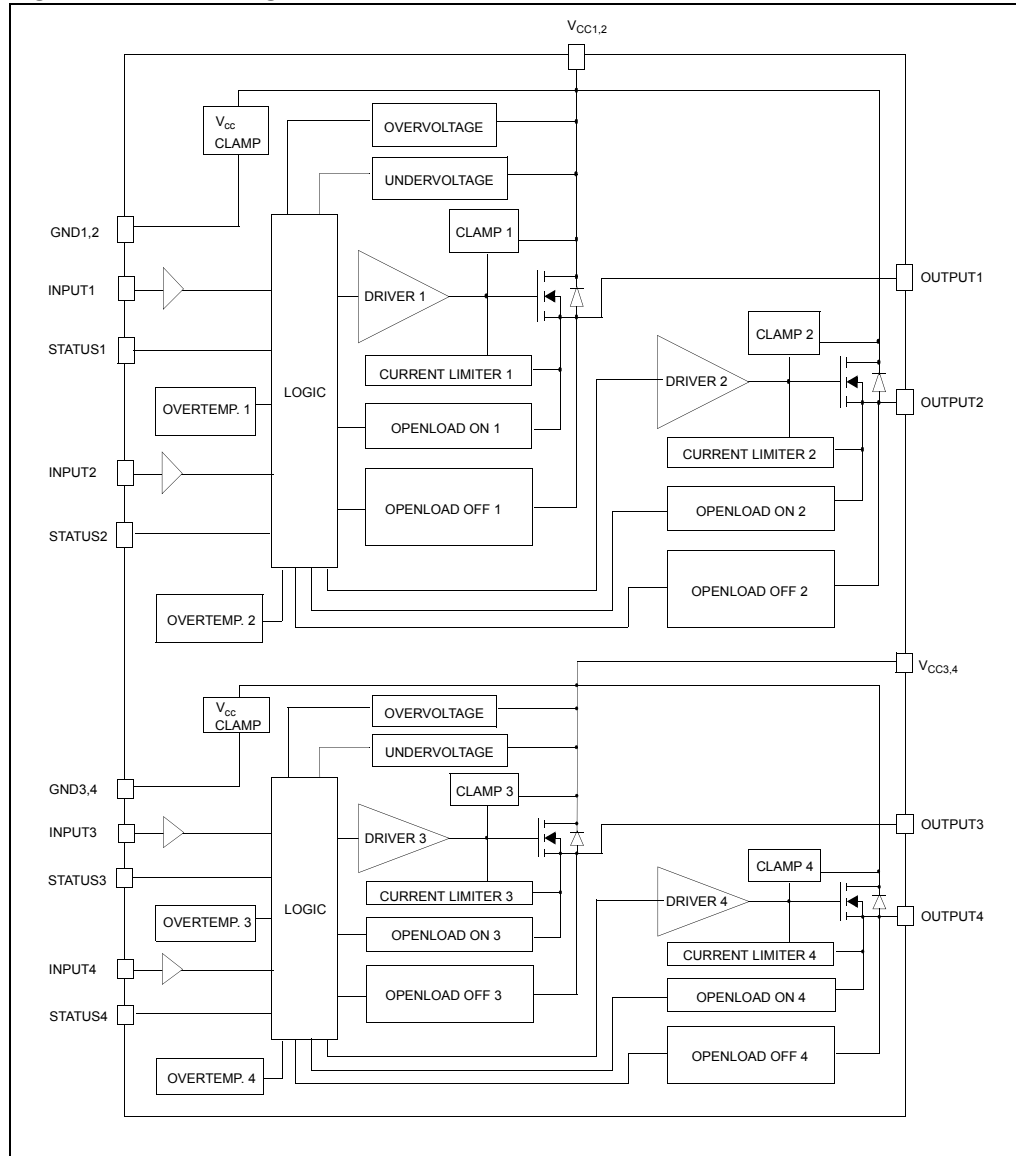 VCC1,2
Vcc
CLAMP
OVERVOLTAGE
UNDERVOLTAGE
GND1,2
CLAMP 1
INPUT1
DRIVER 1
OUTPUT1
STATUS1
LOGIC
CURRENT LIMITER 1
CLAMP 2
DRIVER 2
OVERTEMP. 1
OPENLOAD ON 1
OUTPUT2
INPUT2
CURRENT LIMITER 2
OPENLOAD OFF 1
OPENLOAD ON 2
STATUS2
OVERTEMP. 2
OPENLOAD OFF 2
VCC3,4
Vcc
CLAMP
OVERVOLTAGE
UNDERVOLTAGE
GND3,4
CLAMP 3
INPUT3
DRIVER 3
OUTPUT3
STATUS3
LOGIC
CURRENT LIMITER 3
CLAMP 4
DRIVER 4
OVERTEMP. 3
OPENLOAD ON 3
OUTPUT4
INPUT4
CURRENT LIMITER 4
OPENLOAD OFF 3
OPENLOAD ON 4
STATUS4
OVERTEMP. 4
OPENLOAD OFF 4